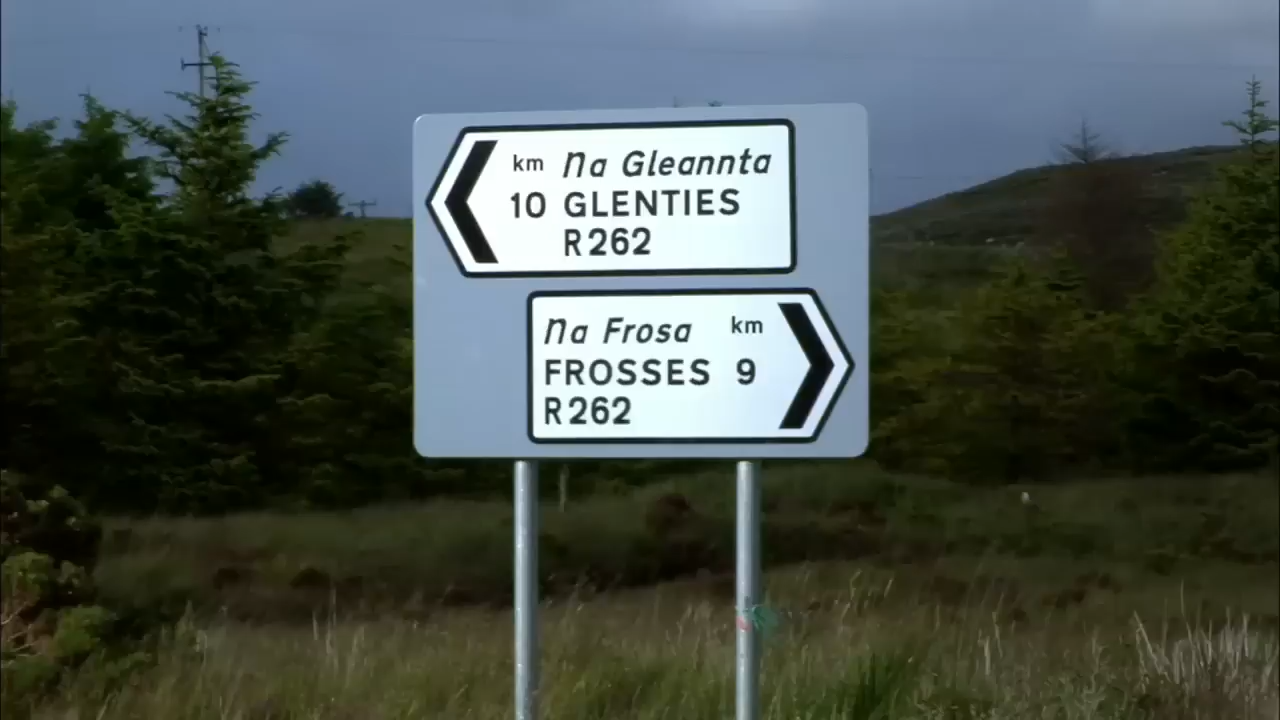 km Na Gleannta
10 GLENTIES
R262
Na Frosa km
FROSSES 9
R262